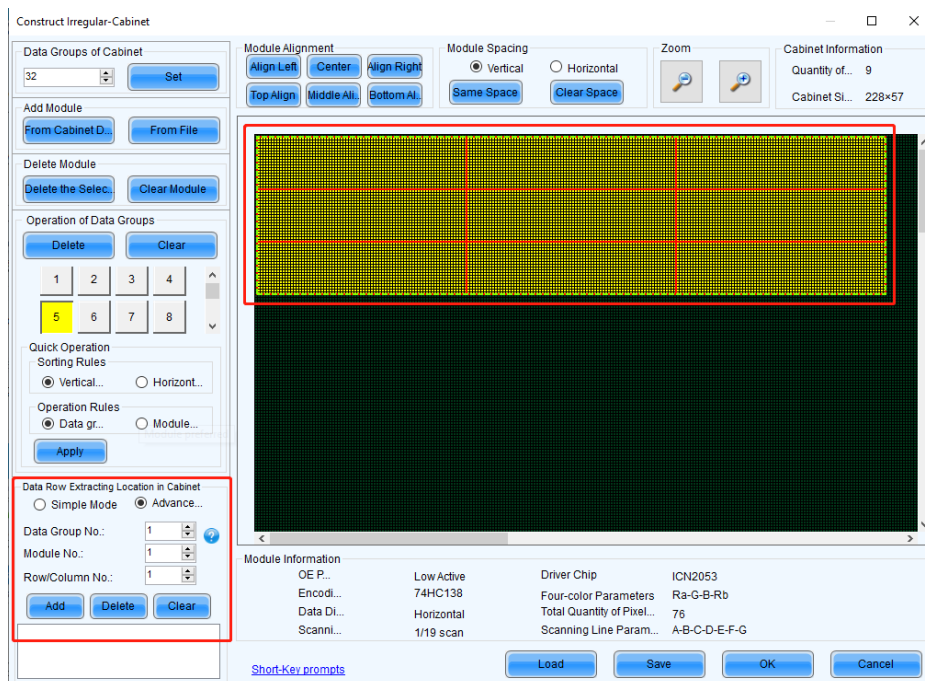 Construct Irregular-Cabinet
Data Groups of Cabinet
32
Set
Add Module
From Cabinet D...
From File
Delete Module
Delete the Selec...
Clear Module
Operation of Data Groups
Delete
Clear
1 2 3 4
5 6 7 8
Quick Operation
Sorting Rules
Vertical...
Horizont...
Operation Rules
Data gr...
Module...
Apply
Data Row Extracting Location in Cabinet
Simple Mode
Advance...
Data Group No.: 1
Module No.: 1
Row/Column No.: 1
Add
Delete
Clear
Module Alignment
Align Left
Center
Align Right
Top Align
Middle Ali..
Bottom Al..
Module Spacing
Vertical
Horizontal
Same Space
Clear Space
Zoom
Cabinet Information
Quantity of... 9
Cabinet Si... 228×57
Module Information
OE P... Low Active
Encodi... 74HC138
Data Di... Horizontal
Scanni... 1/19 scan
Driver Chip ICN2053
Four-color Parameters Ra-G-B-Rb
Total Quantity of Pixel... 76
Scanning Line Param... A-B-C-D-E-F-G
Short-Key prompts
Load
Save
OK
Cancel